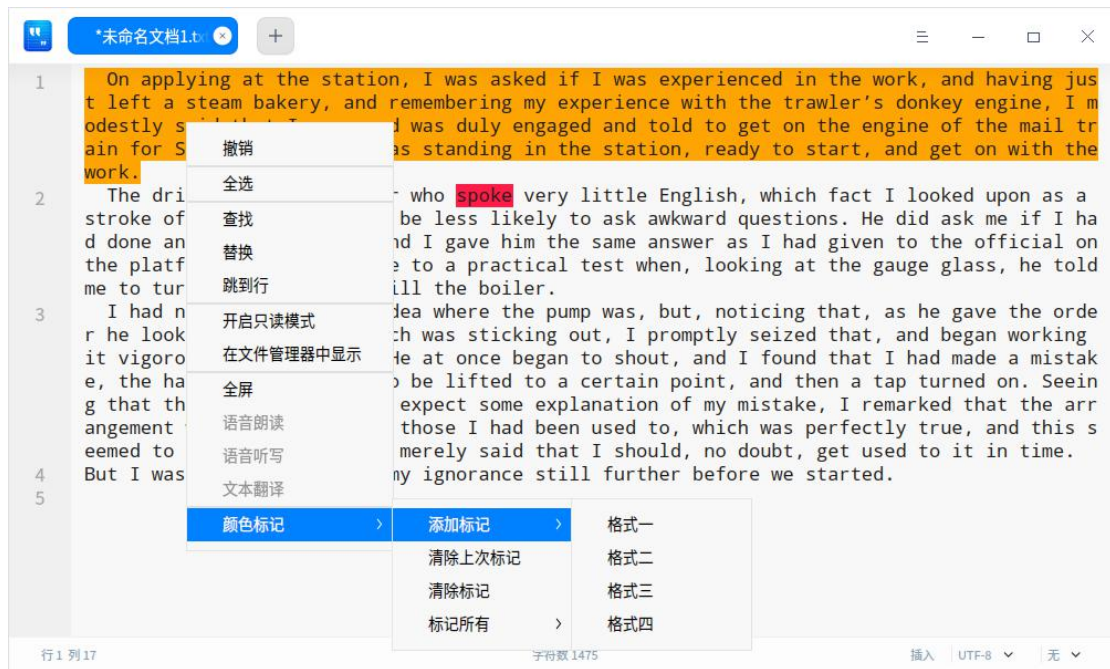 *未命名文档1.tx
1 On applying at the station, I was asked if I was experienced in the work, and having jus
t left a steam bakery, and remembering my experience with the trawler’s donkey engine, I m
odestly was duly engaged and told to get on the engine of the mail tr
ain for S as standing in the station, ready to start, and get on with the
work.
2 The dri who spoke very little English, which fact I looked upon as a
stroke of be less likely to ask awkward questions. He did ask me if I ha
d done an nd I gave him the same answer as I had given to the official on
the platf e to a practical test when, looking at the gauge glass, he told
me to tur ill the boiler.
3 I had n dea where the pump was, but, noticing that, as he gave the orde
r he look ch was sticking out, I promptly seized that, and began working
it vigoro He at once began to shout, and I found that I had made a mistak
e, the ha be lifted to a certain point, and then a tap turned on. Seein
g that th expect some explanation of my mistake, I remarked that the arr
angement those I had been used to, which was perfectly true, and this s
eemed to merely said that I should, no doubt, get used to it in time.
4 But I was my ignorance still further before we started.
5
撤销
全选
查找
替换
跳到行
开启只读模式
在文件管理器中显示
全屏
语音朗读
语音听写
文本翻译
颜色标记
添加标记
清除上次标记
清除标记
标记所有
格式一
格式二
格式三
格式四
行1 列17 字符数 1475 插入 UTF-8 无